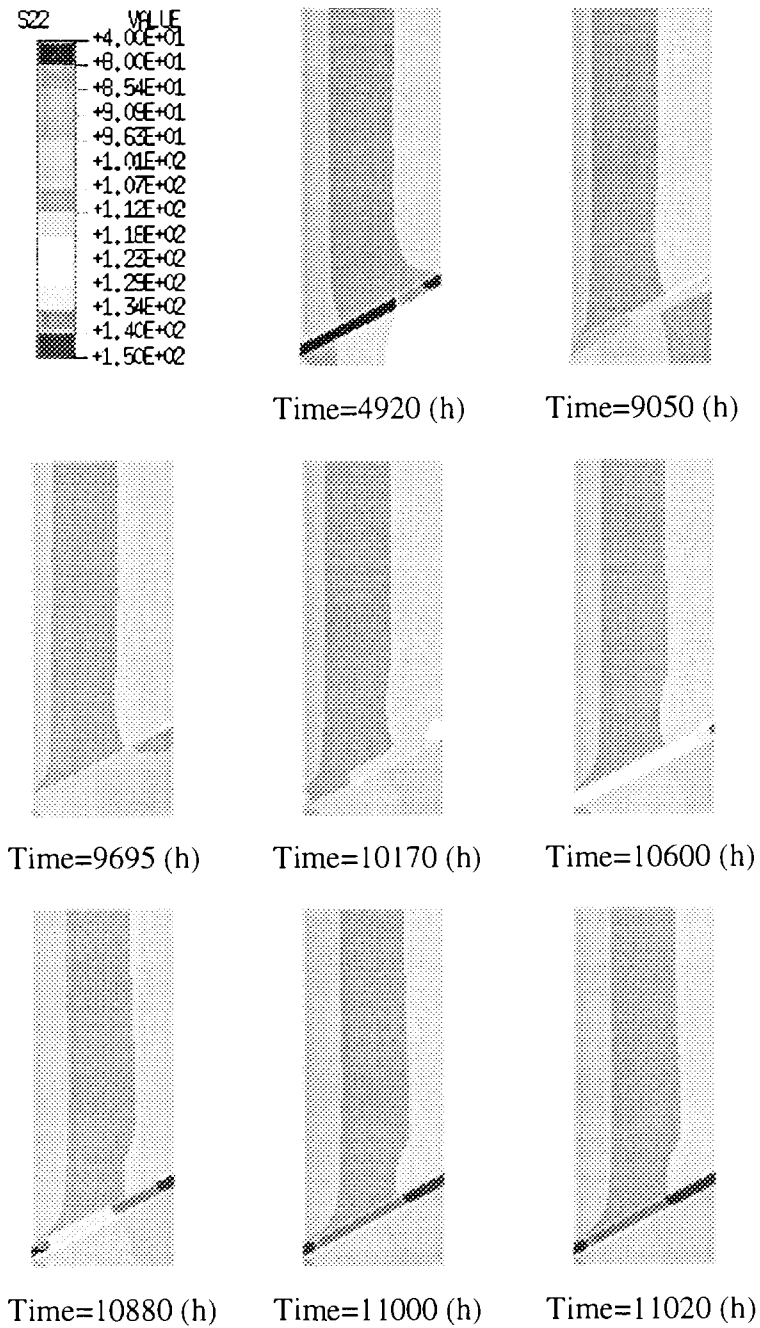 S22 VALUE
+4.00E+01
+8.00E+01
+8.54E+01
+9.09E+01
+9.63E+01
+1.01E+02
+1.07E+02
+1.12E+02
+1.18E+02
+1.23E+02
+1.29E+02
+1.34E+02
+1.40E+02
+1.50E+02
Time=4920 (h)
Time=9050 (h)
Time=9695 (h)
Time=10170 (h)
Time=10600 (h)
Time=10880 (h)
Time=11000 (h)
Time=11020 (h)